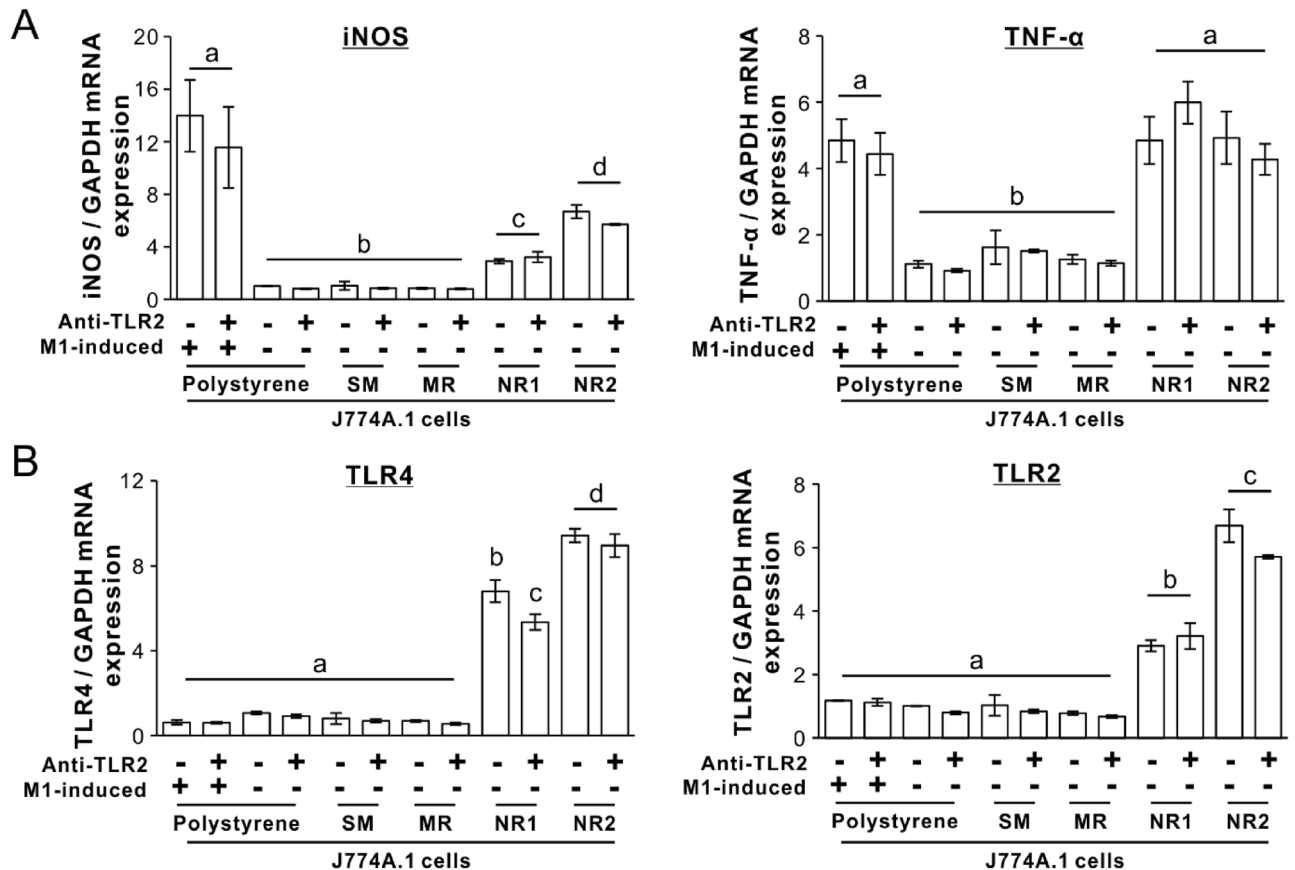 A
iNOS
iNOS / GAPDH mRNA
expression
20
16
12
8
4
0
a
b
c
d
Anti-TLR2 - + - + - + - + - + - +
M1-induced + + - - - - - - - - - -
Polystyrene SM MR NR1 NR2
J774A.1 cells
TNF-α
TNF-α / GAPDH mRNA
expression
8
6
4
2
0
a
b
a
Anti-TLR2 - + - + - + - + - + - +
M1-induced + + - - - - - - - - - -
Polystyrene SM MR NR1 NR2
J774A.1 cells
B
TLR4
TLR4 / GAPDH mRNA
expression
12
8
4
0
a
b
c
d
Anti-TLR2 - + - + - + - + - + - +
M1-induced + + - - - - - - - - - -
Polystyrene SM MR NR1 NR2
J774A.1 cells
TLR2
TLR2 / GAPDH mRNA
expression
8
6
4
2
0
a
b
c
Anti-TLR2 - + - + - + - + - + - +
M1-induced + + - - - - - - - - - -
Polystyrene SM MR NR1 NR2
J774A.1 cells